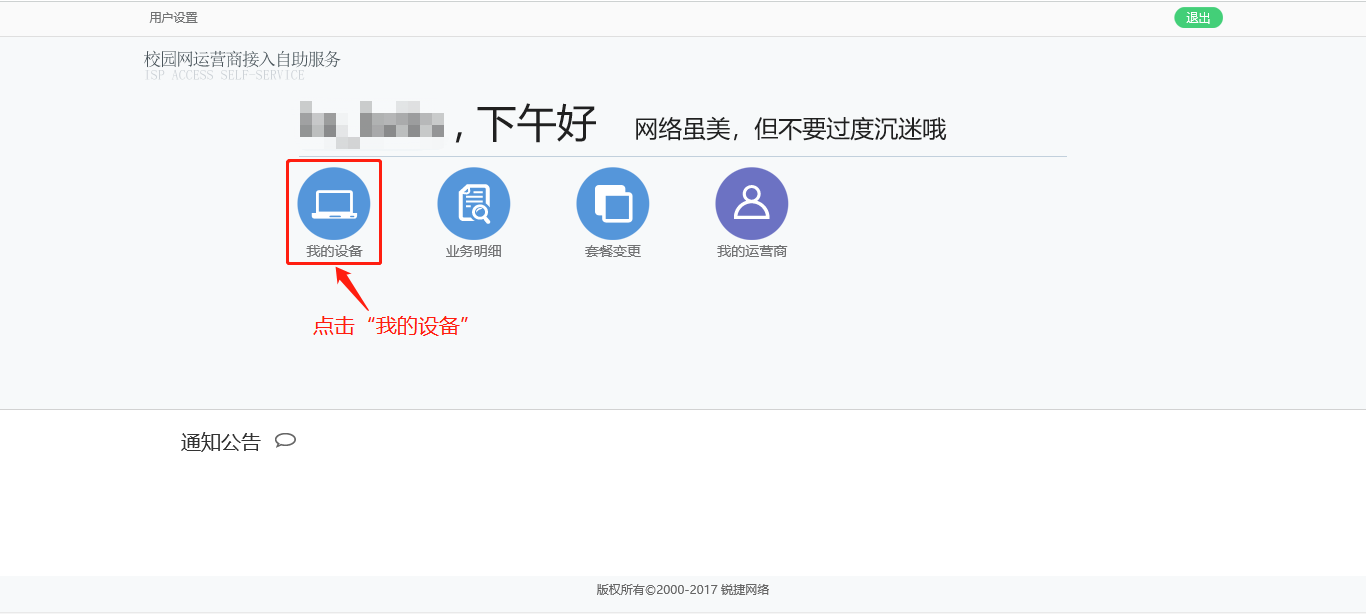 用户设置
退出
校园网运营商接入自助服务
ISP ACCESS SELF-SERVICE
，下午好 网络虽美，但不要过度沉迷哦
我的设备
业务明细
套餐变更
我的运营商
点击“我的设备”
通知公告
版权所有©2000-2017 锐捷网络